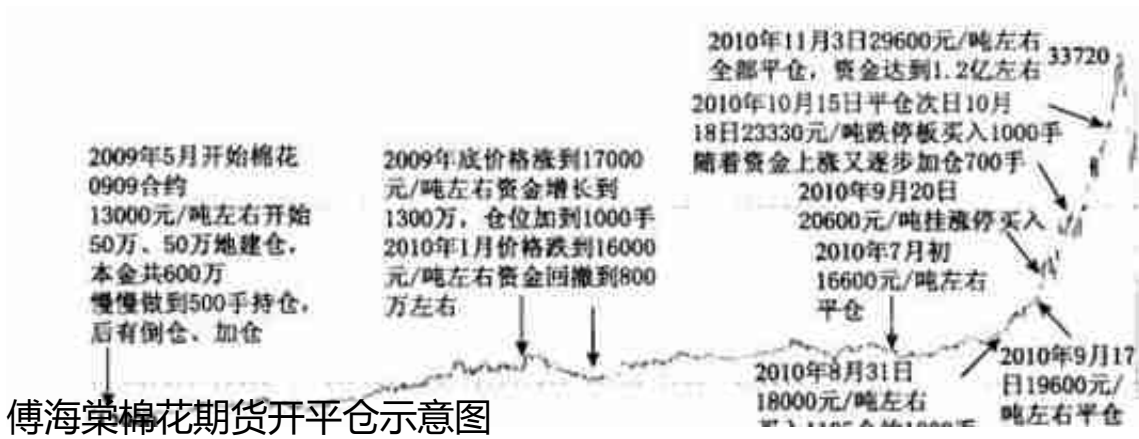 2010年11月3日29600元/吨左右
全部平仓，资金达到1.2亿左右
33720
2010年10月15日平仓次日10月
18日23330元/吨跌停板买入1000手
随着资金上涨又逐步加仓700手
2009年5月开始棉花
0909合约
13000元/吨左右开始
50万、50万地建仓，
本金共600万
慢慢做到500手持仓，
后有倒仓、加仓
2009年底价格涨到17000
元/吨左右资金增长到
1300万，仓位加到1000手
2010年1月价格跌到16000
元/吨左右资金回撤到800
万左右
2010年9月20日
20600元/吨挂涨停买入
2010年7月初
16600元/吨左右
平仓
2010年8月31日
18000元/吨左右
2010年9月17
日19600元/
吨左右平仓
傅海棠棉花期货开平仓示意图